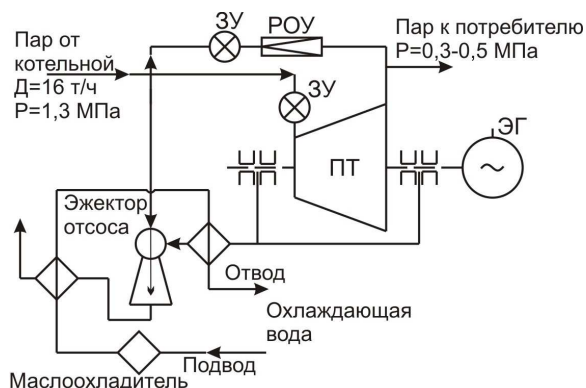 ЗУ
РОУ
Пар к потребителю
Р=0,3-0,5 МПа
Пар от
котельной
Д=16 т/ч
Р=1,3 МПа
ЗУ
ЭГ
ПТ
~
Эжектор
отсоса
Отвод
Охлаждающая
вода
Подвод
Маслоохладитель